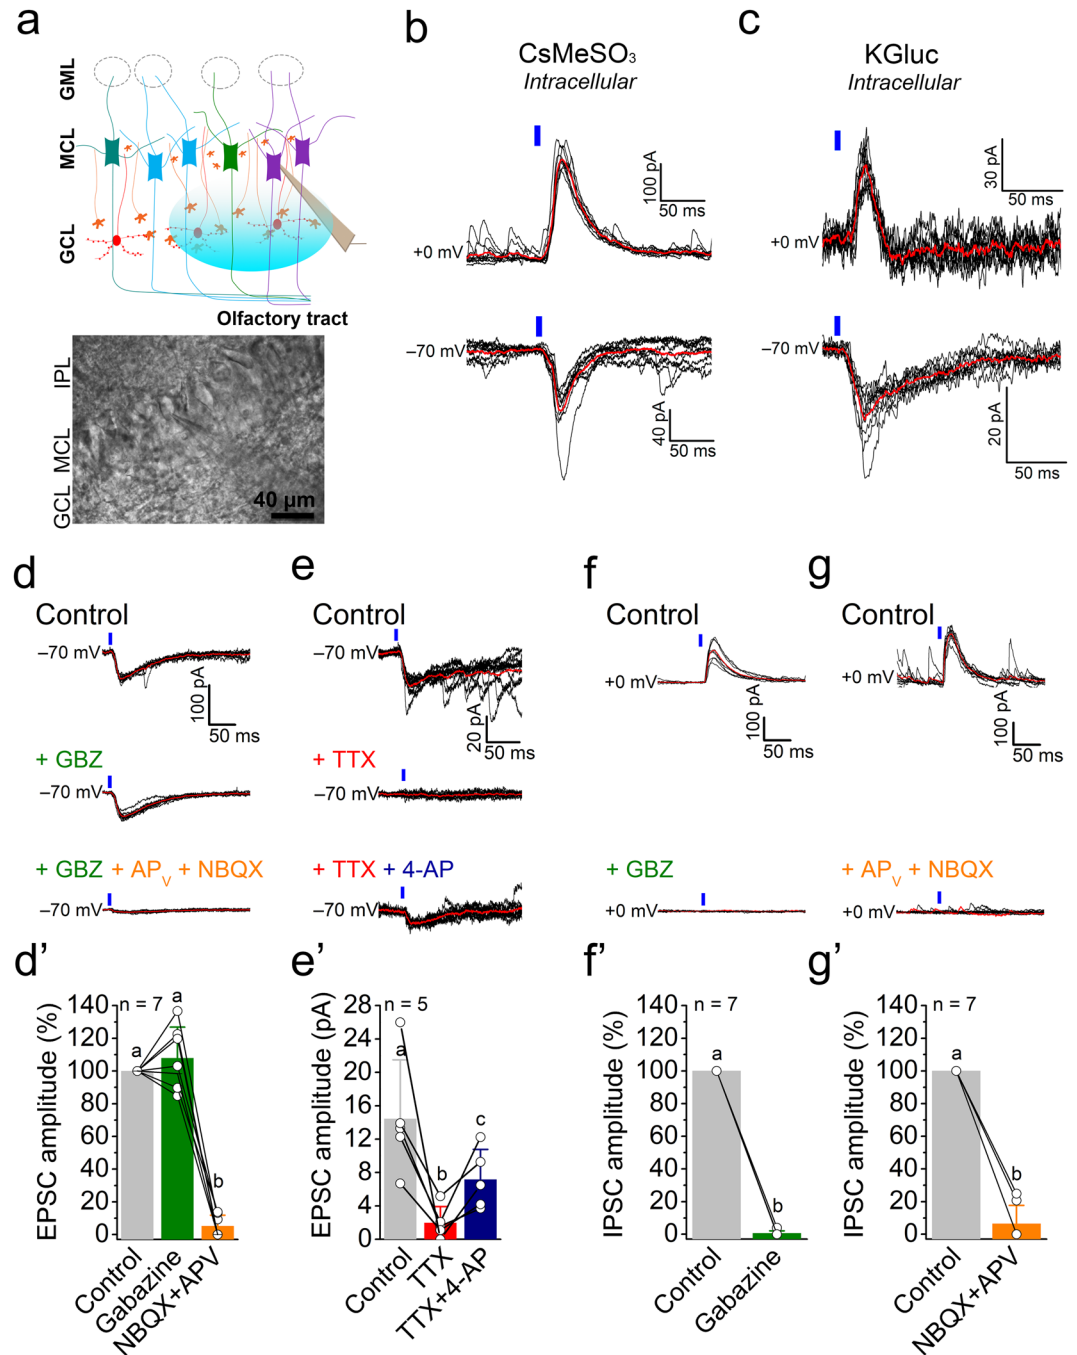 a
GML
MCL
GCL
Olfactory tract
IPL
MCL
GCL
40 µm
b
CsMeSO₃
Intracellular
+0 mV
100 pA
50 ms
−70 mV
40 pA
50 ms
c
KGluc
Intracellular
+0 mV
30 pA
50 ms
−70 mV
20 pA
50 ms
d
Control
−70 mV
100 pA
50 ms
+ GBZ
−70 mV
+ GBZ + APV + NBQX
−70 mV
e
Control
−70 mV
20 pA
50 ms
+ TTX
−70 mV
+ TTX + 4-AP
−70 mV
f
Control
+0 mV
100 pA
50 ms
+ GBZ
+0 mV
g
Control
+0 mV
100 pA
50 ms
+ APV + NBQX
+0 mV
d'
EPSC amplitude (%)
140
120
100
80
60
40
20
0
n = 7
a
a
b
Control
Gabazine
NBQX+APV
e'
EPSC amplitude (pA)
28
24
20
16
12
8
4
0
n = 5
a
b
c
Control
TTX
TTX+4-AP
f'
IPSC amplitude (%)
140
120
100
80
60
40
20
0
n = 7
a
b
Control
Gabazine
g'
IPSC amplitude (%)
140
120
100
80
60
40
20
0
n = 7
a
b
Control
NBQX+APV